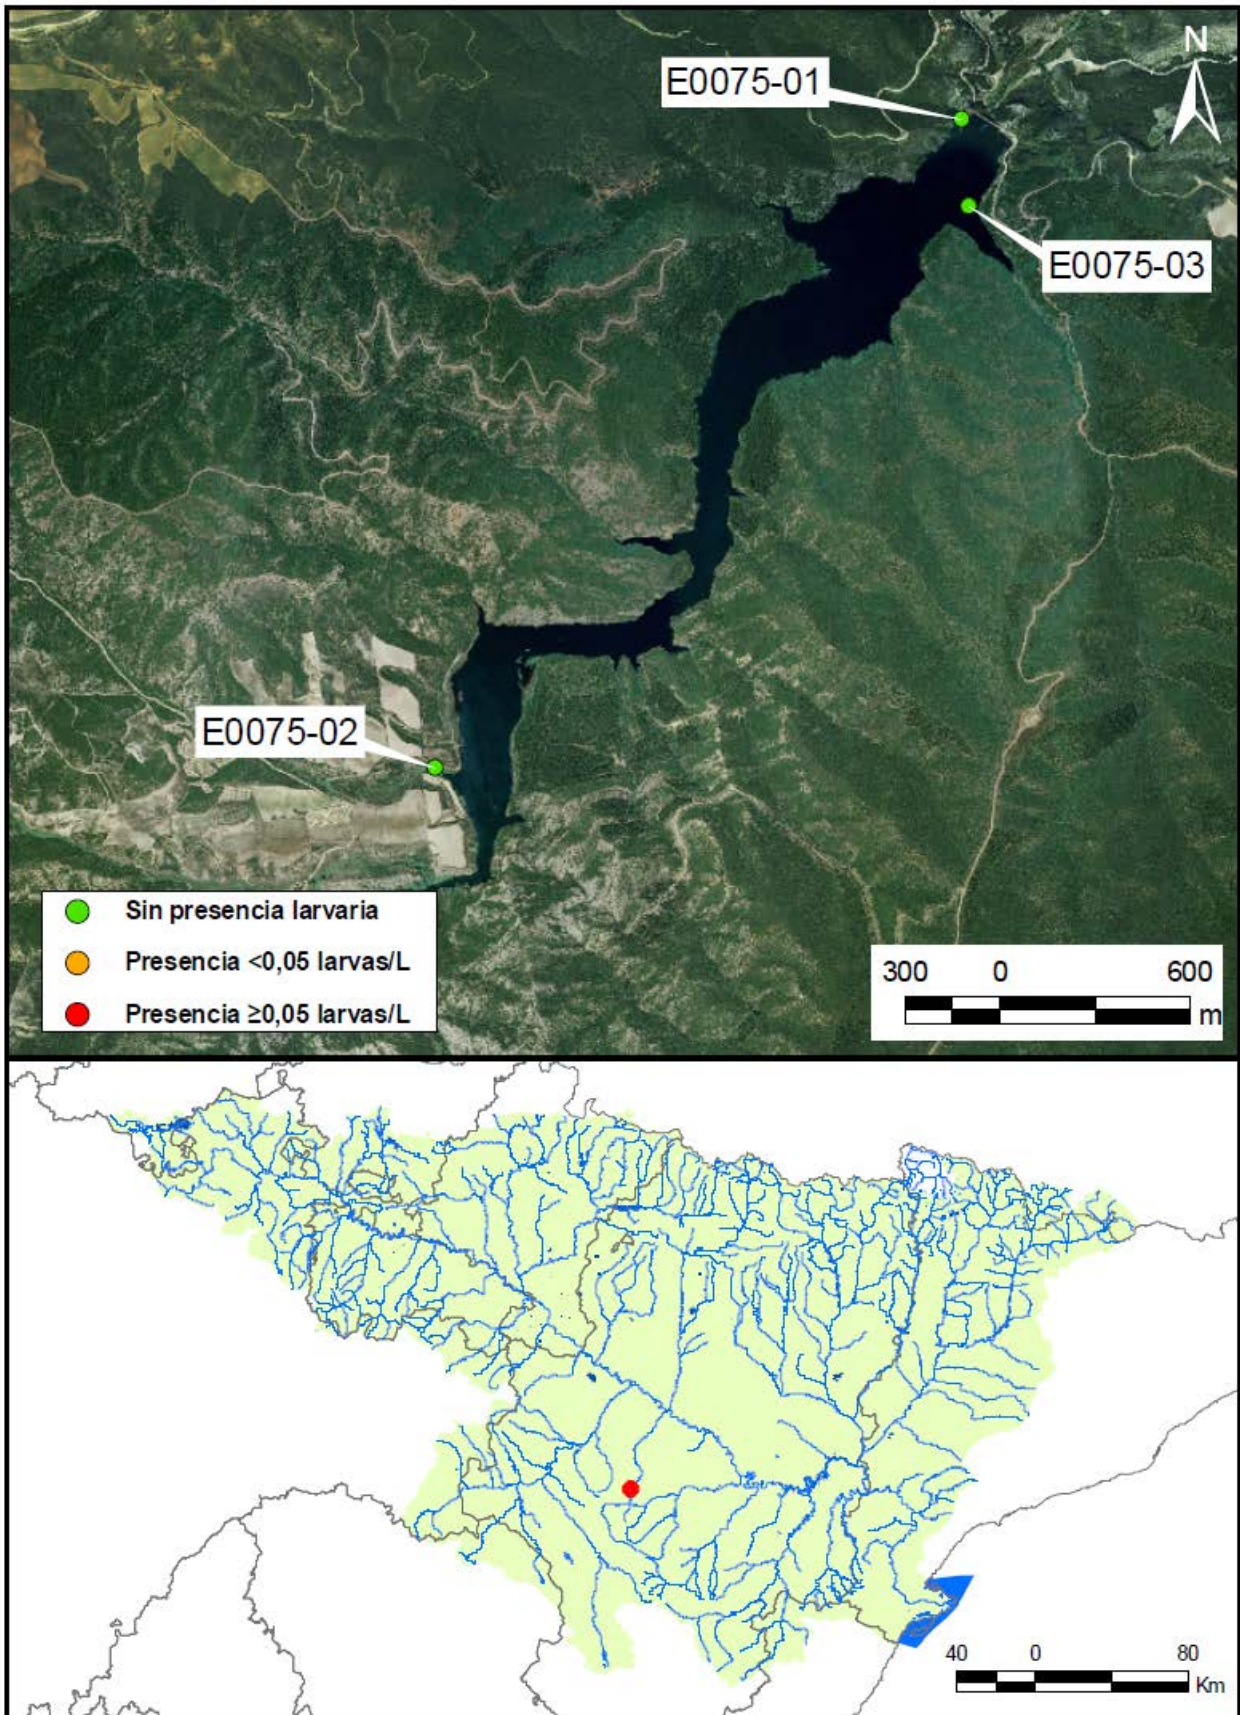 N
E0075-01
E0075-03
E0075-02
Sin presencia larvaria
Presencia <0,05 larvas/L
Presencia ≥0,05 larvas/L
300 0 600
m
40 0 80
Km